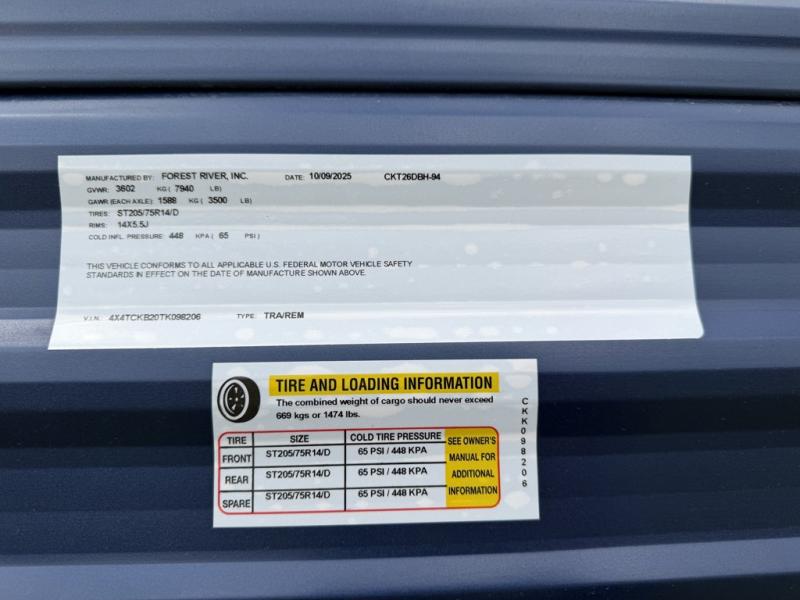 MANUFACTURED BY: FOREST RIVER, INC. DATE: 10/09/2025 CKT26DBH-94
GVWR: 3602 KG ( 7940 LB)
GAWR (EACH AXLE): 1588 KG ( 3500 LB)
TIRES: ST205/75R14/D
RIMS: 14X5.5J
COLD INFL. PRESSURE: 448 KPA ( 65 PSI )
THIS VEHICLE CONFORMS TO ALL APPLICABLE U.S. FEDERAL MOTOR VEHICLE SAFETY
STANDARDS IN EFFECT ON THE DATE OF MANUFACTURE SHOWN ABOVE.
V.I.N.: 4X4TCKB20TK098206 TYPE: TRA/REM
TIRE AND LOADING INFORMATION
The combined weight of cargo should never exceed
669 kgs or 1474 lbs.
TIRE SIZE COLD TIRE PRESSURE
FRONT ST205/75R14/D 65 PSI / 448 KPA
REAR ST205/75R14/D 65 PSI / 448 KPA
SPARE ST205/75R14/D 65 PSI / 448 KPA
SEE OWNER'S
MANUAL FOR
ADDITIONAL
INFORMATION
CKK098206